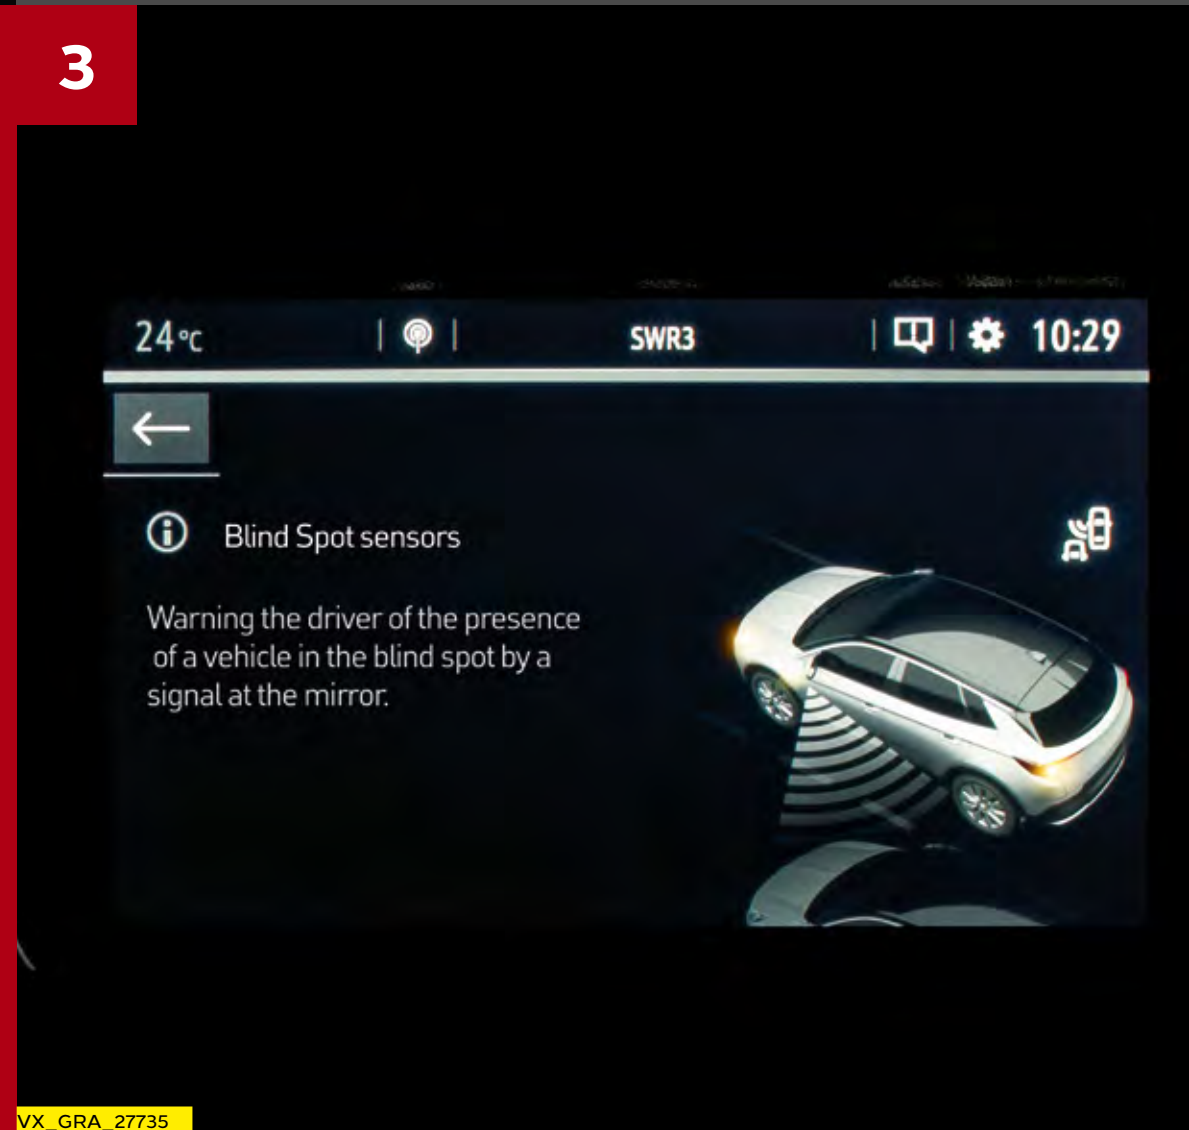 3
24°C
SWR3
10:29
Blind Spot sensors
Warning the driver of the presence
of a vehicle in the blind spot by a
signal at the mirror.
VX_GRA_27735